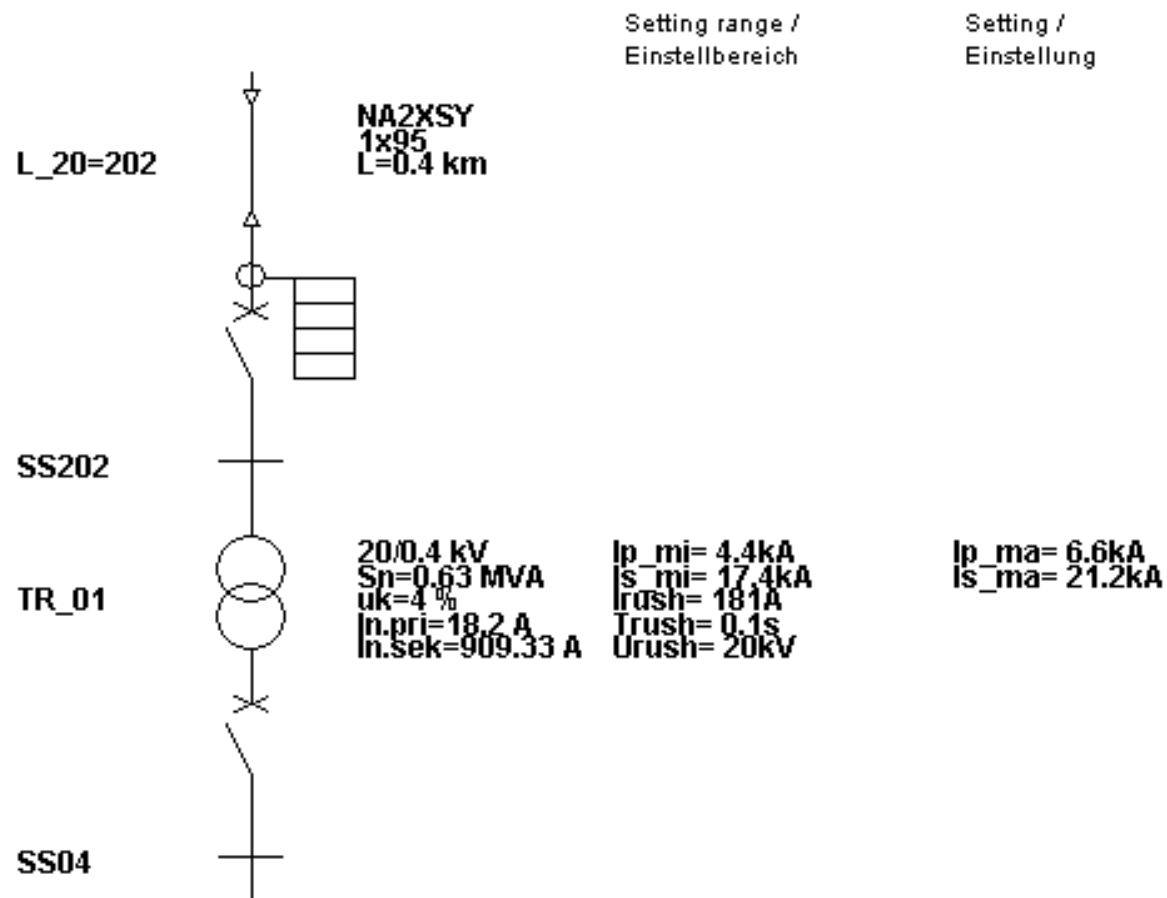 Setting range /
Einstellbereich
Setting /
Einstellung
L_20=202
NA2XSY
1x95
L=0.4 km
SS202
TR_01
20/0.4 kV
Sn=0.63 MVA
uk=4 %
In.pri=18.2 A
In.sek=909.33 A
Ip_mi= 4.4kA
Is_mi= 17.4kA
Irush= 181A
Trush= 0.1s
Urush= 20kV
Ip_ma= 6.6kA
Is_ma= 21.2kA
SS04